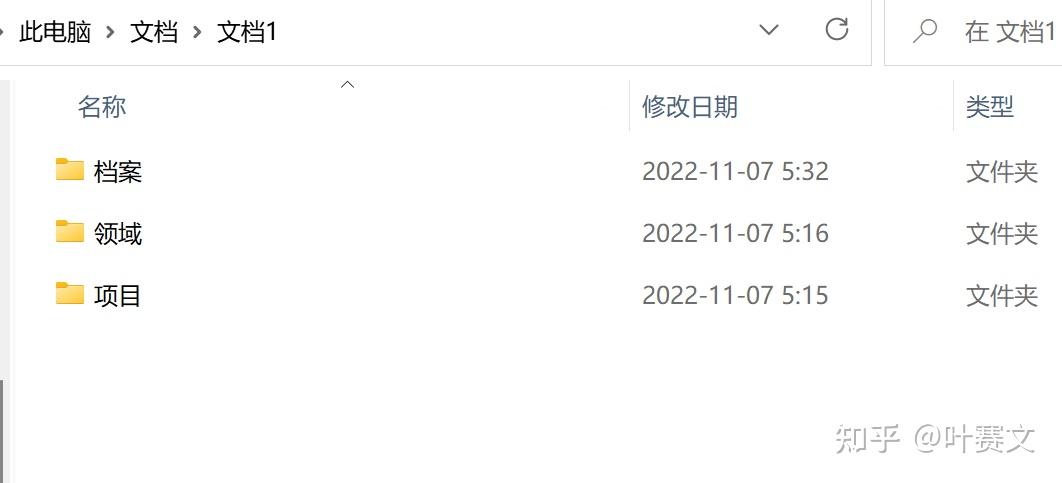 此电脑 > 文档 > 文档1 在 文档1
名称 修改日期 类型
档案 2022-11-07 5:32 文件夹
领域 2022-11-07 5:16 文件夹
项目 2022-11-07 5:15 文件夹
知乎 @叶赛文